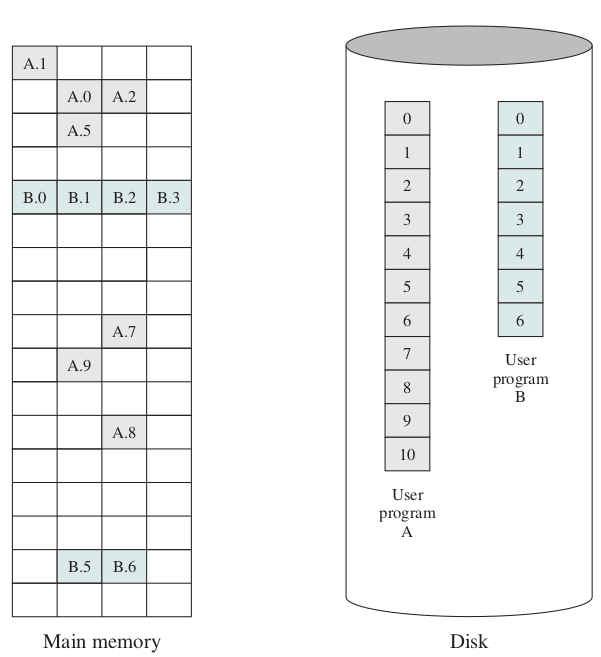 A.1
A.0 A.2
A.5
B.0 B.1 B.2 B.3
A.7
A.9
A.8
B.5 B.6
Main memory
0
1
2
3
4
5
6
7
8
9
10
User
program
A
0
1
2
3
4
5
6
User
program
B
Disk